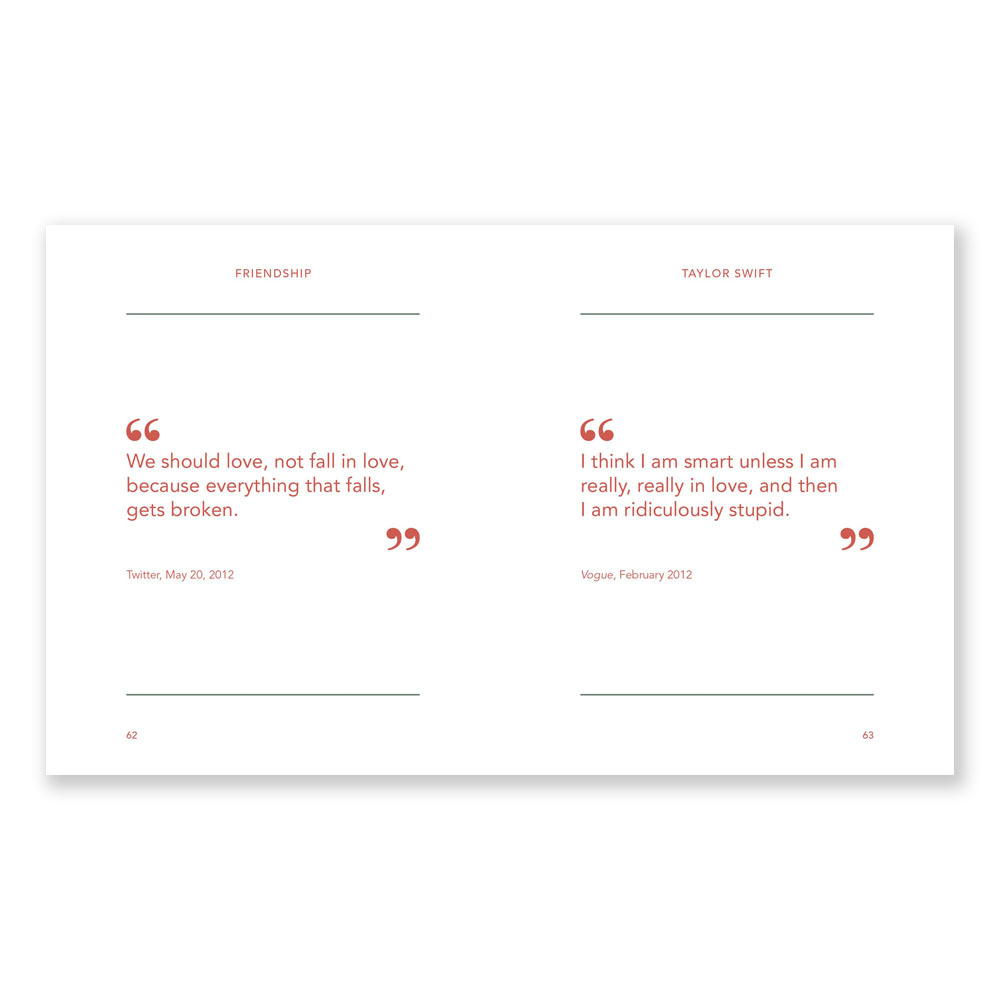 FRIENDSHIP
“
We should love, not fall in love,
because everything that falls,
gets broken.
”
Twitter, May 20, 2012
62
TAYLOR SWIFT
“
I think I am smart unless I am
really, really in love, and then
I am ridiculously stupid.
”
Vogue, February 2012
63